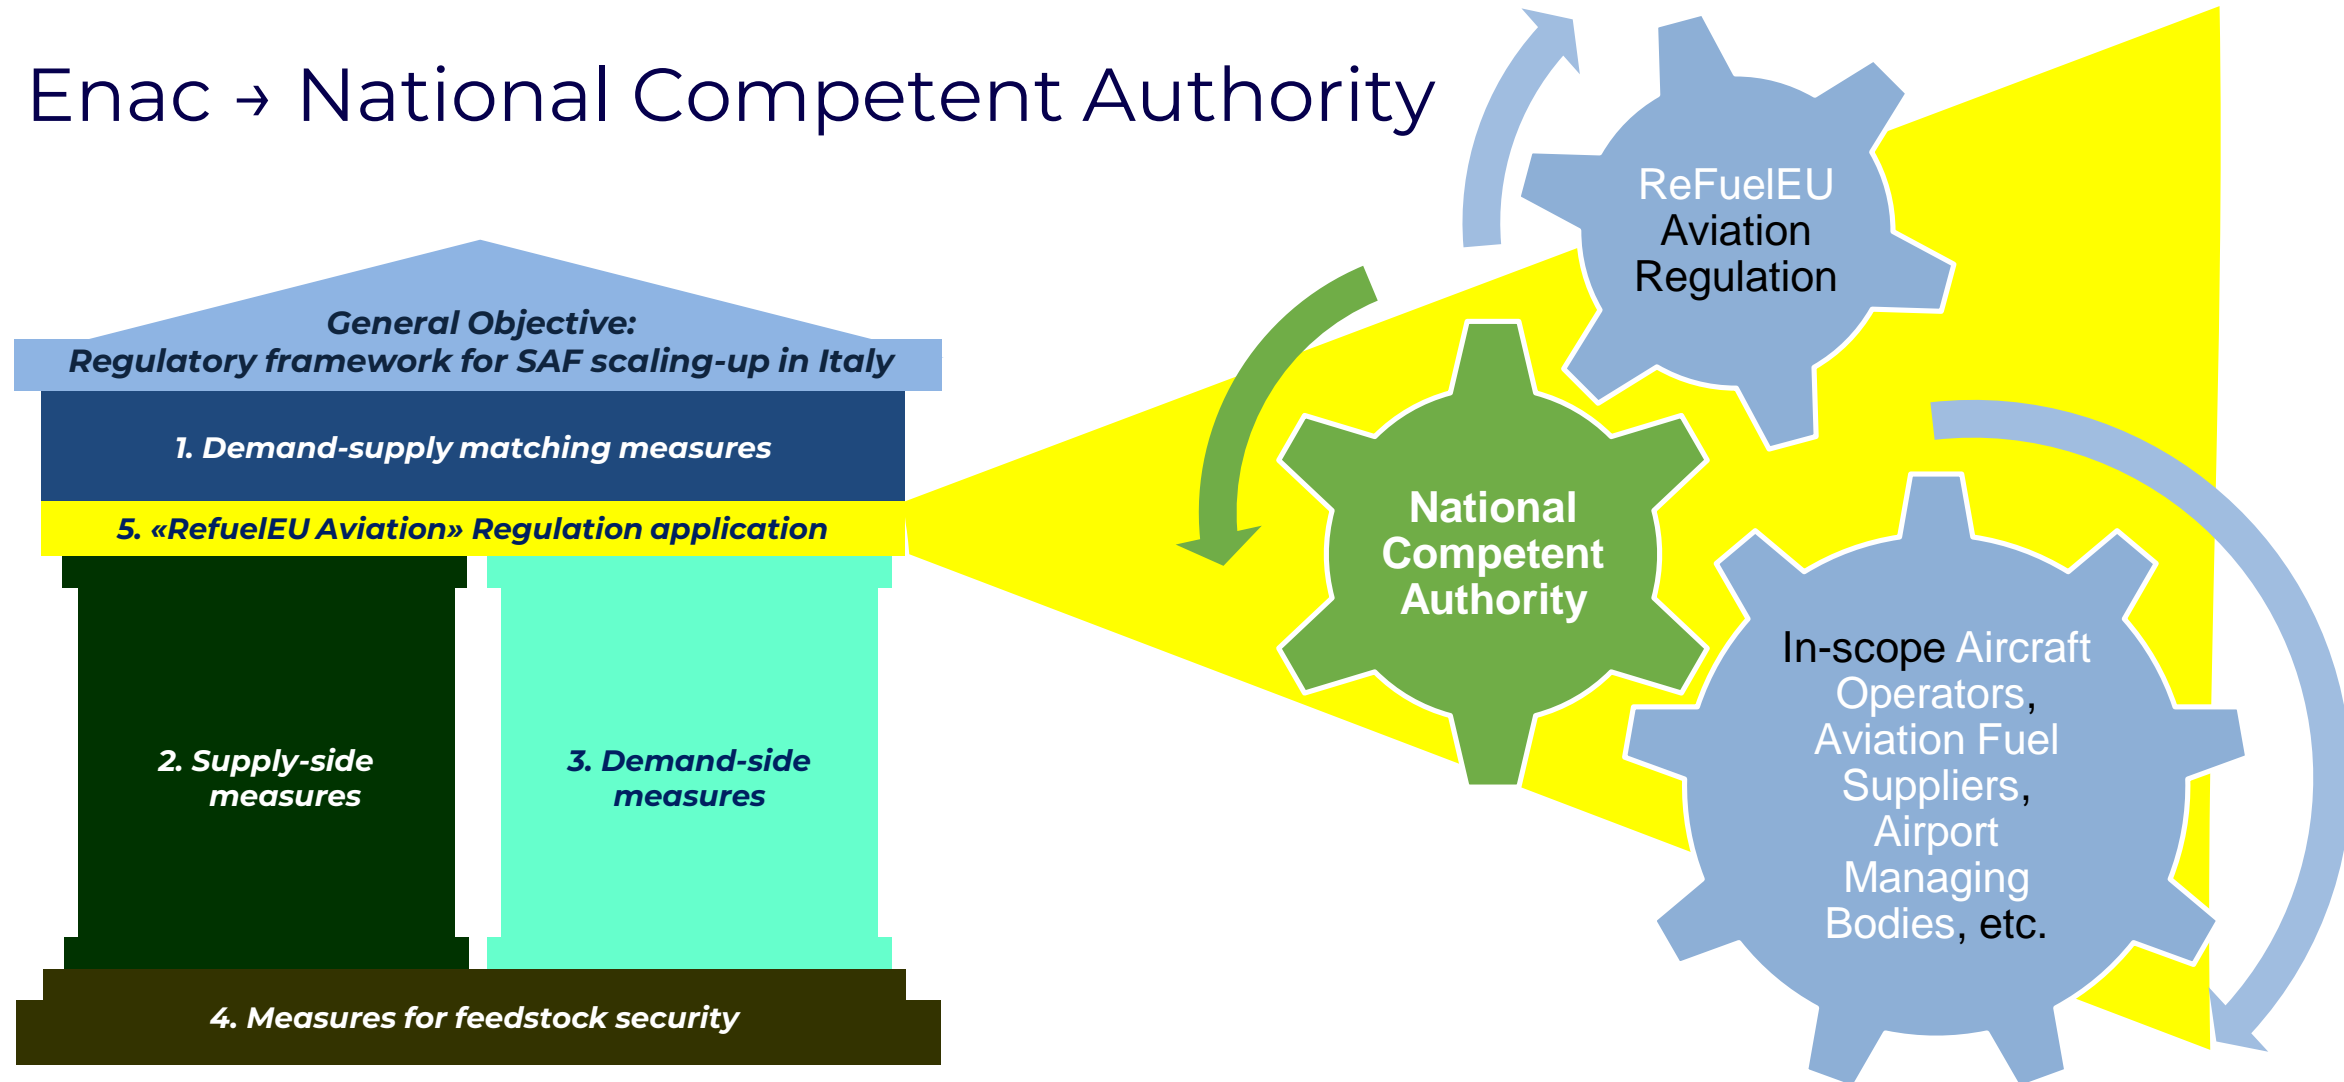 Enac → National Competent Authority
General Objective:
Regulatory framework for SAF scaling-up in Italy
1. Demand-supply matching measures
5. «RefuelEU Aviation» Regulation application
2. Supply-side
measures
3. Demand-side
measures
4. Measures for feedstock security
ReFuelEU
Aviation
Regulation
National
Competent
Authority
In-scope Aircraft
Operators,
Aviation Fuel
Suppliers,
Airport
Managing
Bodies, etc.